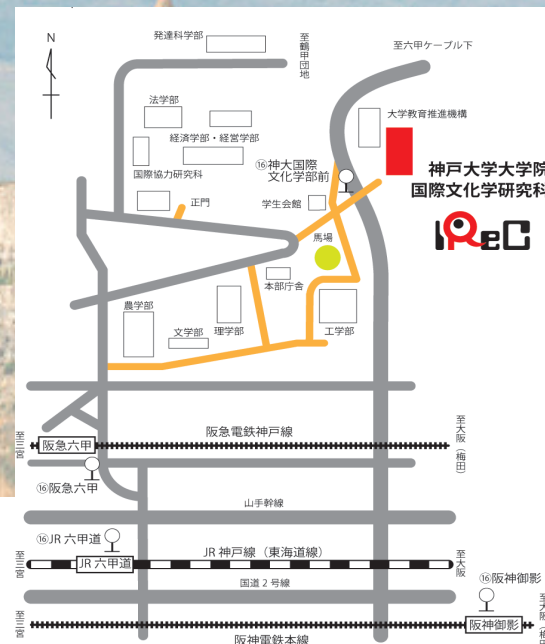 N
発達科学部
至鶴甲団地
至六甲ケーブル下
法学部
大学教育推進機構
経済学部・経営学部
国際協力研究科
⑯神大国際
文化学部前
神戸大学大学院
国際文化学研究科
正門
学生会館
IReC
馬場
本部庁舎
農学部
文学部
理学部
工学部
至三宮
阪急電鉄神戸線
至大阪（梅田）
阪急六甲
⑯阪急六甲
山手幹線
⑯JR 六甲道
至三宮
JR 神戸線（東海道線）
至大阪
JR 六甲道
国道2号線
⑯阪神御影
至三宮
阪神御影
阪神電鉄本線